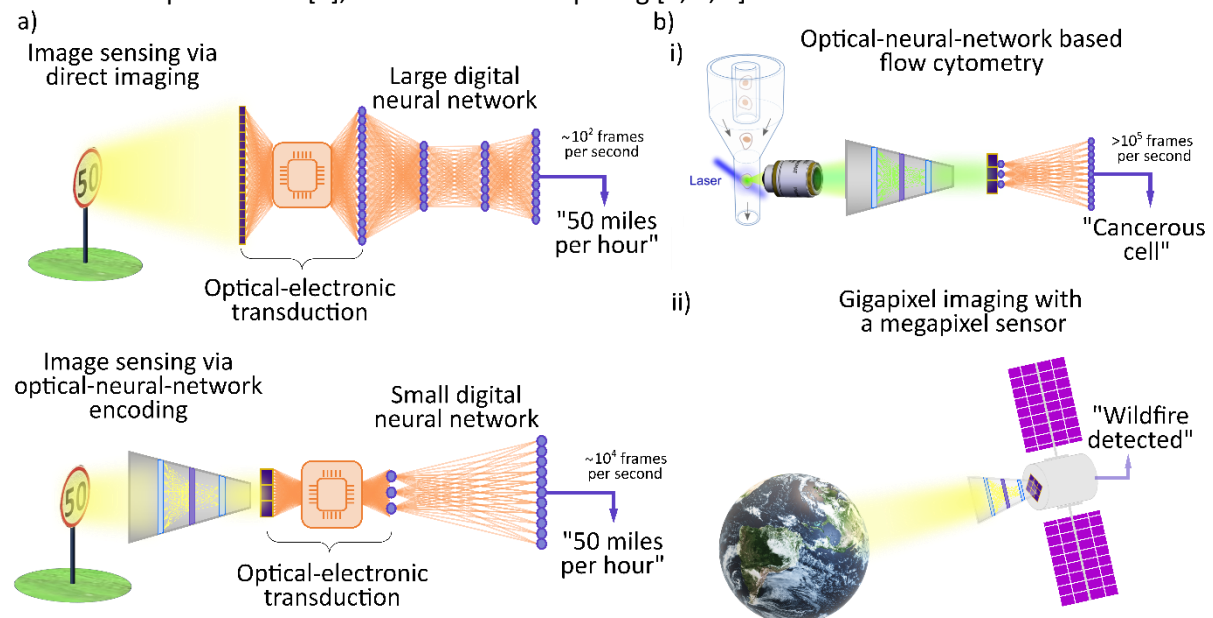 a)
Image sensing via
direct imaging
50
Large digital
neural network
~10² frames
per second
"50 miles
per hour"
Optical-electronic
transduction
Image sensing via
optical-neural-network
encoding
50
Small digital
neural network
~10⁴ frames
per second
"50 miles
per hour"
Optical-electronic
transduction
b)
i)
Optical-neural-network based
flow cytometry
Laser
>10⁵ frames
per second
"Cancerous
cell"
ii)
Gigapixel imaging with
a megapixel sensor
"Wildfire
detected"